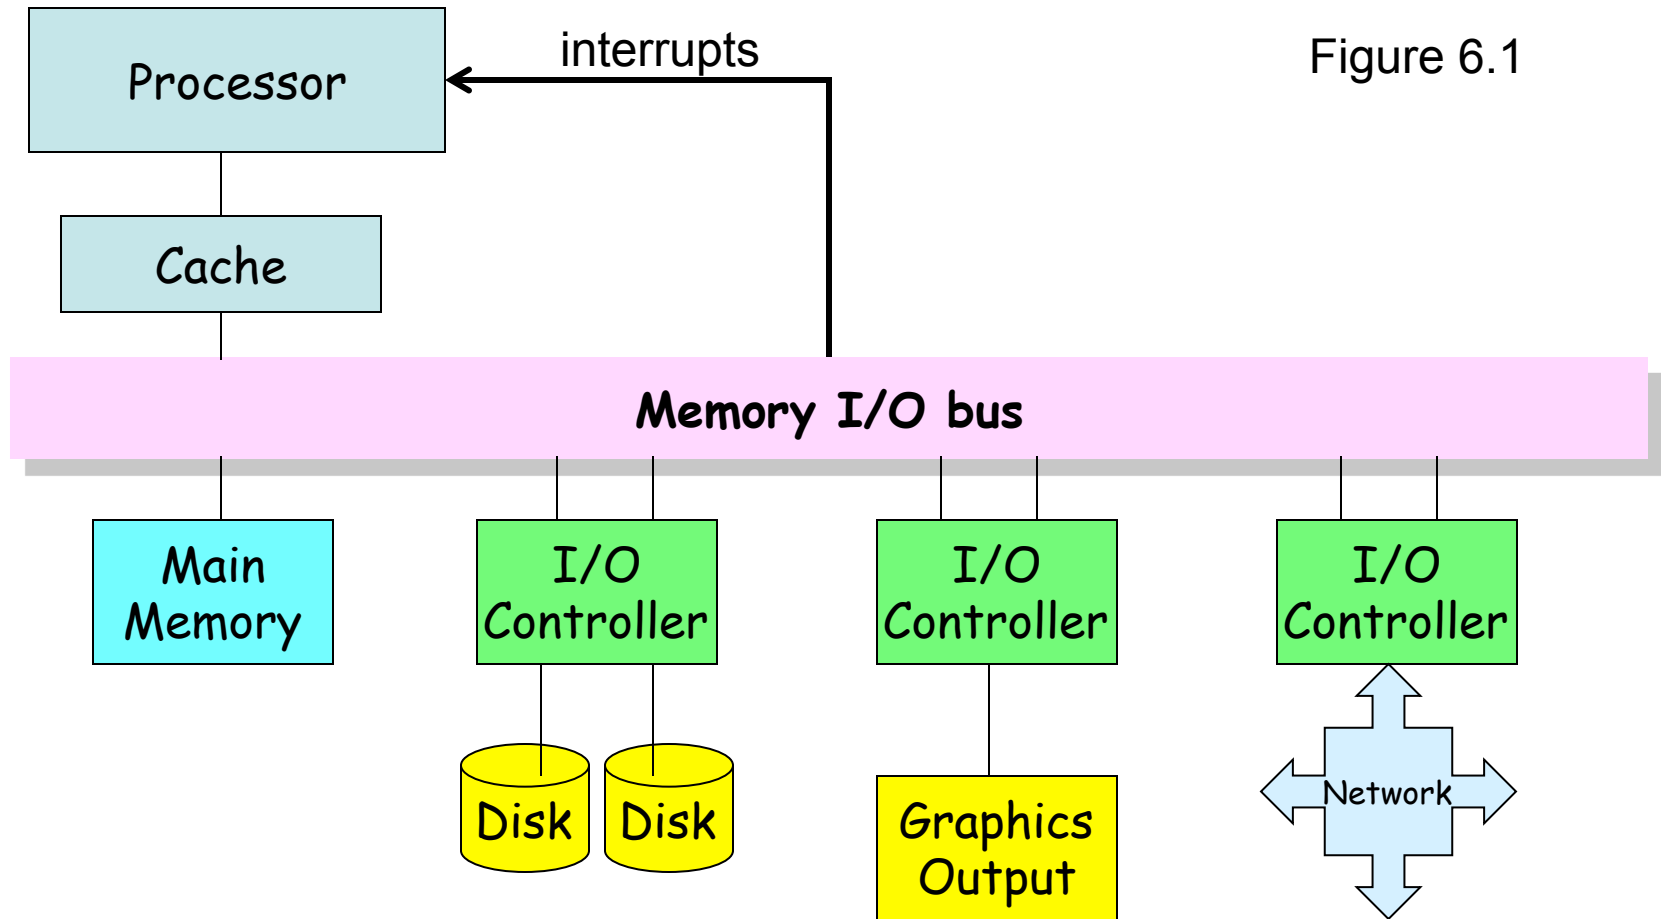 interrupts
Figure 6.1
Processor
Cache
Memory I/O bus
Main
Memory
I/O
Controller
I/O
Controller
I/O
Controller
Disk
Disk
Graphics
Output
Network